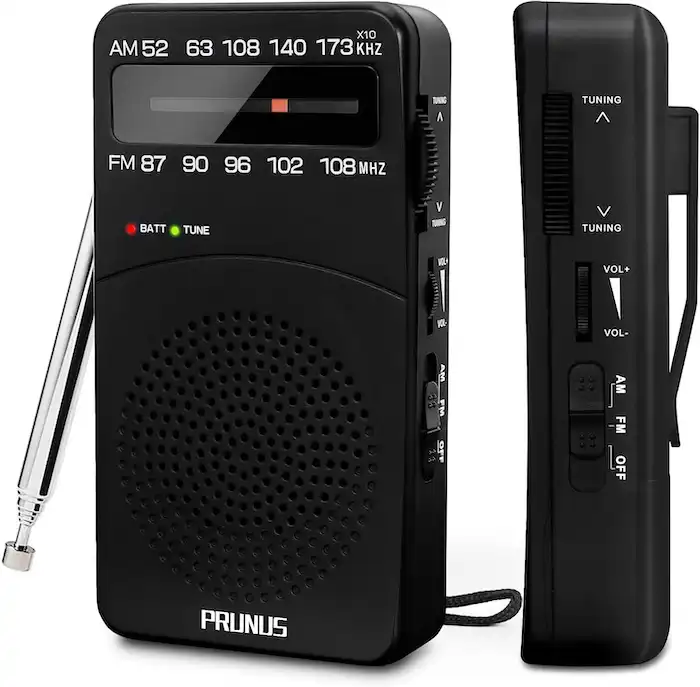 AM 52 63 108 140 173 X10 KHZ
FM 87 90 96 102 108 MHZ
BATT TUNE
PRUNUS
TUNING
TUNING
VOL+
VOL-
AM
FM
OFF
TUNING
TUNING
VOL+
VOL-
AM
FM
OFF